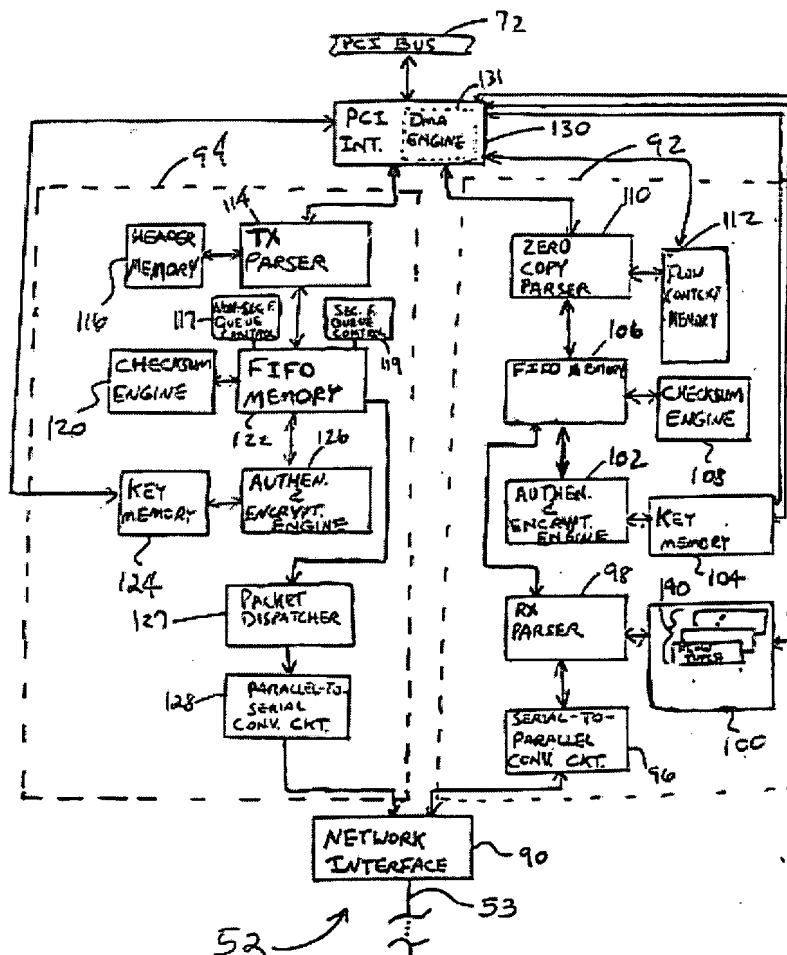 72
PCI BUS
131
PCI
INT.
DMA
ENGINE
130
94
92
114
TX
PARSER
HEADER
MEMORY
116
110
ZERO
COPY
PARSER
112
FLOW
CONTEXT
MEMORY
117
NON-SEC. F.
QUEUE
CONTROL
SEC. F.
QUEUE
CONTROL
119
CHECKSUM
ENGINE
120
FIFO
MEMORY
122
106
FIFO MEMORY
CHECKSUM
ENGINE
108
126
KEY
MEMORY
124
AUTHEN.
&
ENCRYPT.
ENGINE
102
AUTHEN.
&
ENCRYPT.
ENGINE
KEY
MEMORY
104
127
PACKET
DISPATCHER
98
RX
PARSER
140
FLOW
TUPLE
100
128
PARALLEL-TO-
SERIAL
CONV. CKT.
SERIAL-TO-
PARALLEL
CONV. CKT.
96
NETWORK
INTERFACE
90
53
52